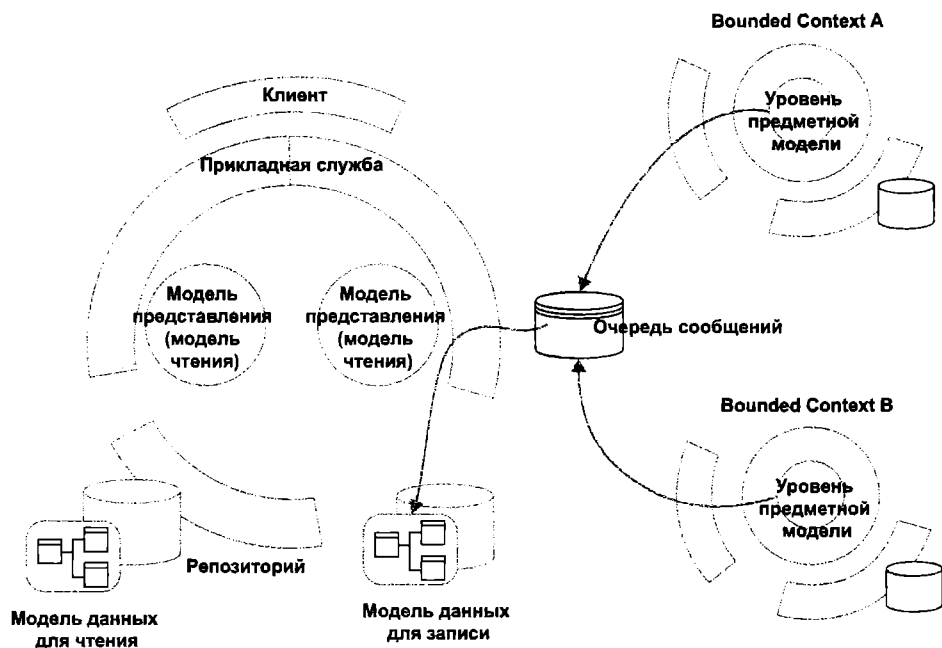 Клиент
Прикладная служба
Модель
представления
(модель
чтения)
Модель
представления
(модель
чтения)
Репозиторий
Модель данных
для чтения
Модель данных
для записи
Очередь сообщений
Bounded Context A
Уровень
предметной
модели
Bounded Context B
Уровень
предметной
модели